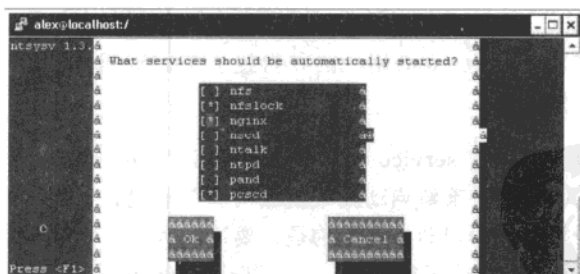 alex@localhost:/
ntsysv 1.3.
What services should be automatically started?
[ ] nfs
[*] nfslock
[*] nginx
[ ] nscd
[ ] ntalk
[ ] ntpd
[ ] pand
[*] pcscd
Ok
Cancel
Press <F1>